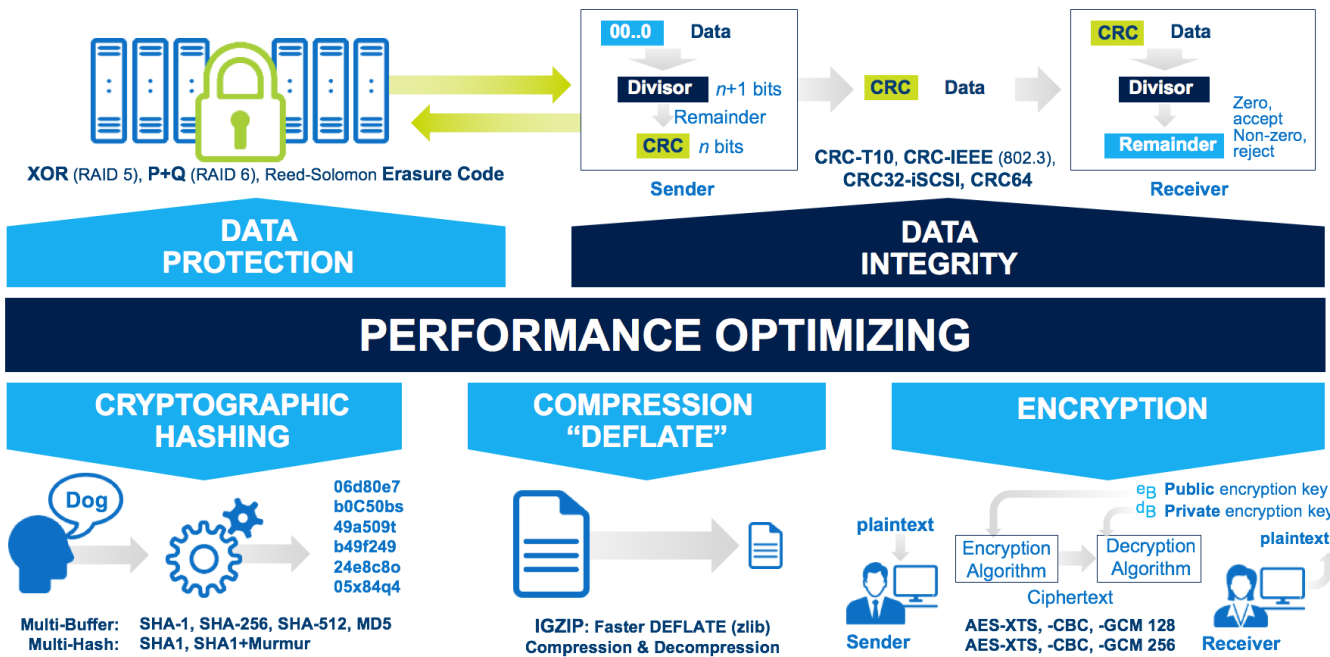 XOR (RAID 5), P+Q (RAID 6), Reed-Solomon Erasure Code
00..0 Data
Divisor n+1 bits
Remainder
CRC n bits
Sender
CRC Data
CRC-T10, CRC-IEEE (802.3),
CRC32-iSCSI, CRC64
CRC Data
Divisor
Remainder
Zero,
accept
Non-zero,
reject
Receiver
DATA
PROTECTION
DATA
INTEGRITY
PERFORMANCE OPTIMIZING
CRYPTOGRAPHIC
HASHING
COMPRESSION
“DEFLATE”
ENCRYPTION
Dog
06d80e7
b0C50bs
49a509t
b49f249
24e8c8o
05x84q4
Multi-Buffer: SHA-1, SHA-256, SHA-512, MD5
Multi-Hash: SHA1, SHA1+Murmur
IGZIP: Faster DEFLATE (zlib)
Compression & Decompression
eB Public encryption key
dB Private encryption key
plaintext
plaintext
Encryption
Algorithm
Decryption
Algorithm
Ciphertext
AES-XTS, -CBC, -GCM 128
AES-XTS, -CBC, -GCM 256
Sender
Receiver